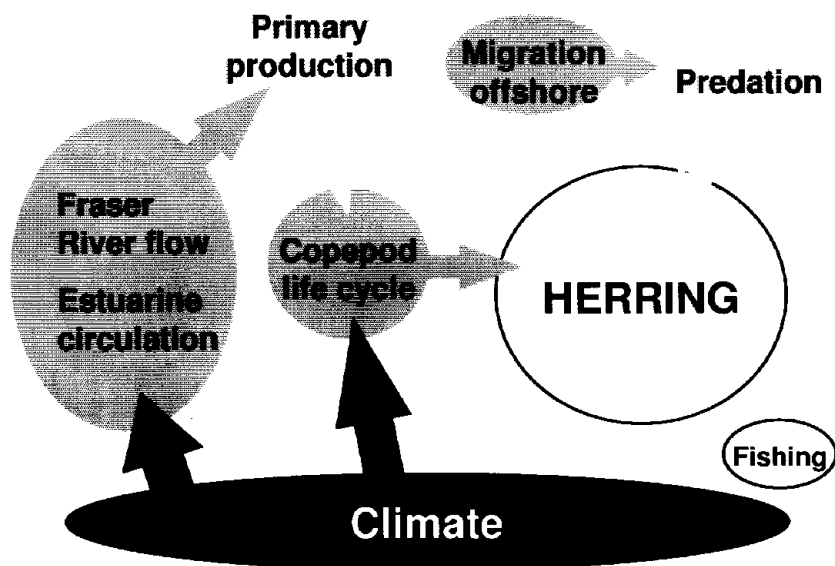 Primary
production
Migration
offshore
Predation
Fraser
River flow
Estuarine
circulation
Copepod
life cycle
HERRING
Fishing
Climate